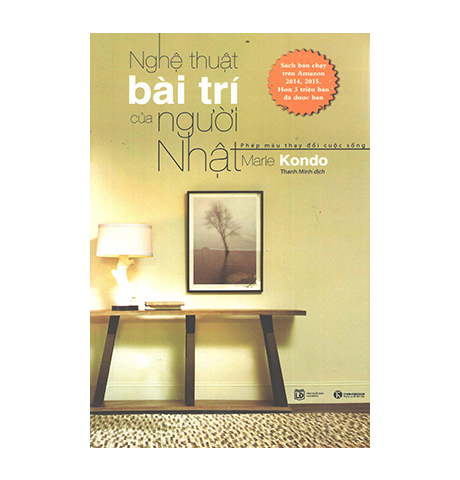 Nghệ thuật
bài trí
của người
Nhật
Phép màu thay đổi cuộc sống
Marie Kondo
Thanh Minh dịch
Sách bán chạy
trên Amazon
2014, 2015.
Hơn 3 triệu bản
đã được bán
LD